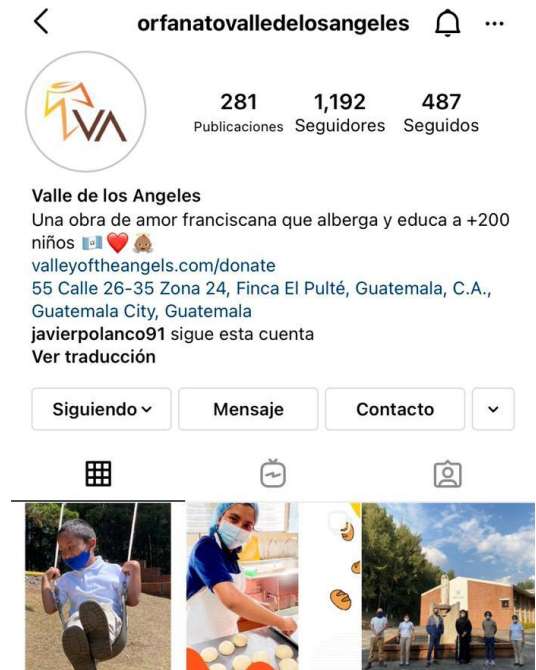 orfanatovalledelosangeles
VA
281 1,192 487
Publicaciones Seguidores Seguidos
Valle de los Angeles
Una obra de amor franciscana que alberga y educa a +200
niños 🇬🇹❤️👼🏽
valleyoftheangels.com/donate
55 Calle 26-35 Zona 24, Finca El Pulté, Guatemala, C.A.,
Guatemala City, Guatemala
javierpolanco91 sigue esta cuenta
Ver traducción
Siguiendo Mensaje Contacto